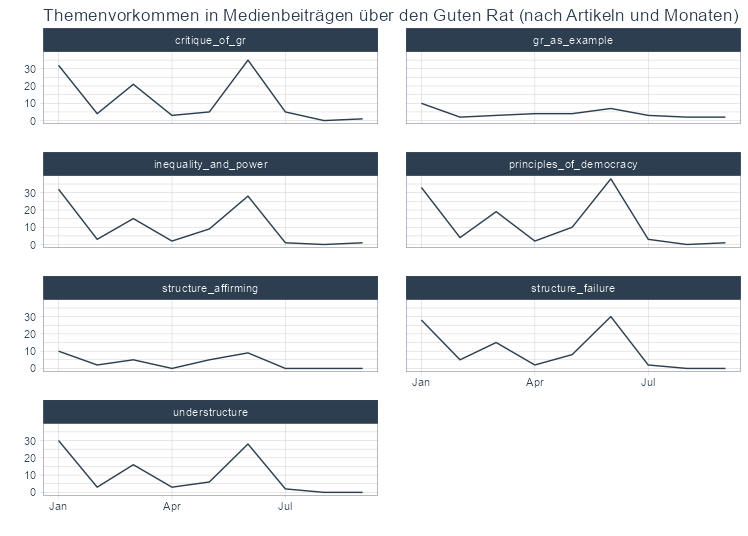 Themenvorkommen in Medienbeiträgen über den Guten Rat (nach Artikeln und Monaten)
critique_of_gr
30
20
10
0
gr_as_example
inequality_and_power
30
20
10
0
principles_of_democracy
structure_affirming
30
20
10
0
structure_failure
Jan Apr Jul
understructure
30
20
10
0
Jan Apr Jul